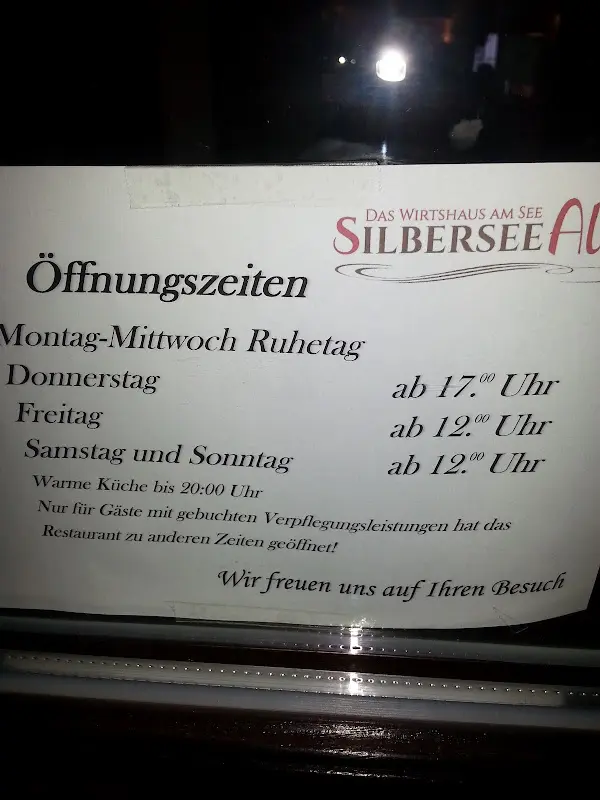 DAS WIRTSHAUS AM SEE
SILBERSEE
Öffnungszeiten
Montag-Mittwoch Ruhetag
Donnerstag ab 17.00 Uhr
Freitag ab 12.00 Uhr
Samstag und Sonntag ab 12.00 Uhr
Warme Küche bis 20:00 Uhr
Nur für Gäste mit gebuchten Verpflegungsleistungen hat das
Restaurant zu anderen Zeiten geöffnet!
Wir freuen uns auf Ihren Besuch